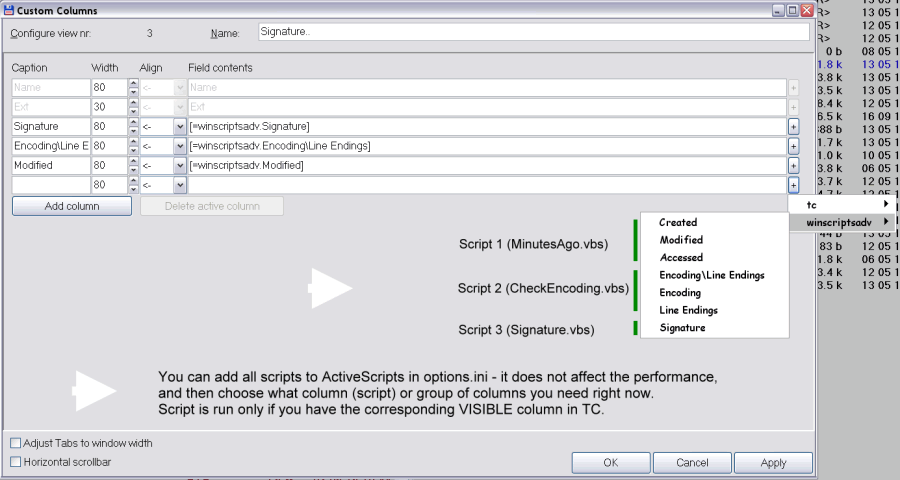 Custom Columns
Configure view nr: 3 Name: Signature..
Caption Width Align Field contents
Name 80 <- Name +
Ext 30 <- Ext +
Signature 80 <- [=winscriptsadv.Signature] +
Encoding\Line E 80 <- [=winscriptsadv.Encoding\Line Endings] +
Modified 80 <- [=winscriptsadv.Modified] +
80 <- +
Add column Delete active column
tc
winscriptsadv
Created
Modified
Accessed
Encoding\Line Endings
Encoding
Line Endings
Signature
Script 1 (MinutesAgo.vbs)
Script 2 (CheckEncoding.vbs)
Script 3 (Signature.vbs)
You can add all scripts to ActiveScripts in options.ini - it does not affect the performance,
and then choose what column (script) or group of columns you need right now.
Script is run only if you have the corresponding VISIBLE column in TC.
Adjust Tabs to window width
Horizontal scrollbar
OK Cancel Apply
R> 13 05 1
R> 12 05 1
R> 12 05 1
0 b 08 05 1
1.8 k 13 05 1
3.8 k 13 05 1
3.5 k 13 05 1
8.4 k 12 05 1
6.5 k 16 09 1
88 b 13 05 1
1.7 k 13 05 1
1.0 k 10 05 1
3.8 k 06 05 1
3.7 k 12 05 1
83 b 12 05 1
1.8 k 06 05 1
3.4 k 12 05 1
3.5 k 13 05 1